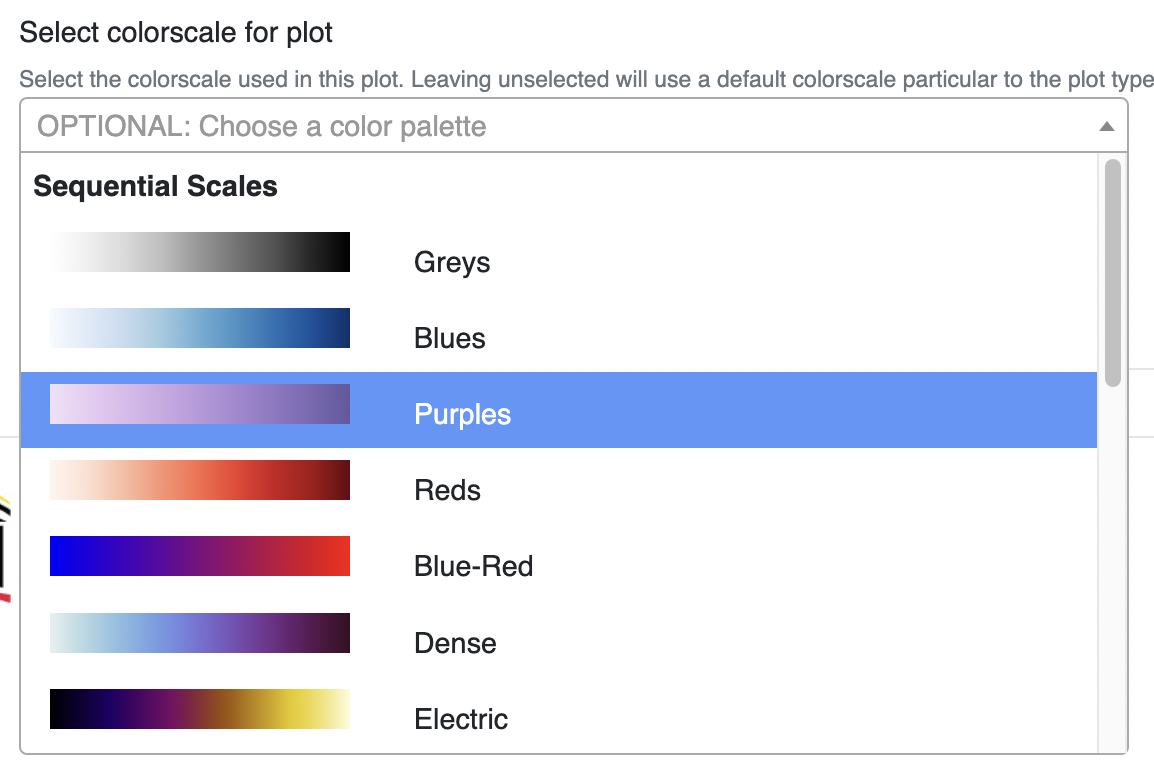 Select colorscale for plot
Select the colorscale used in this plot. Leaving unselected will use a default colorscale particular to the plot type
OPTIONAL: Choose a color palette
Sequential Scales
Greys
Blues
Purples
Reds
Blue-Red
Dense
Electric